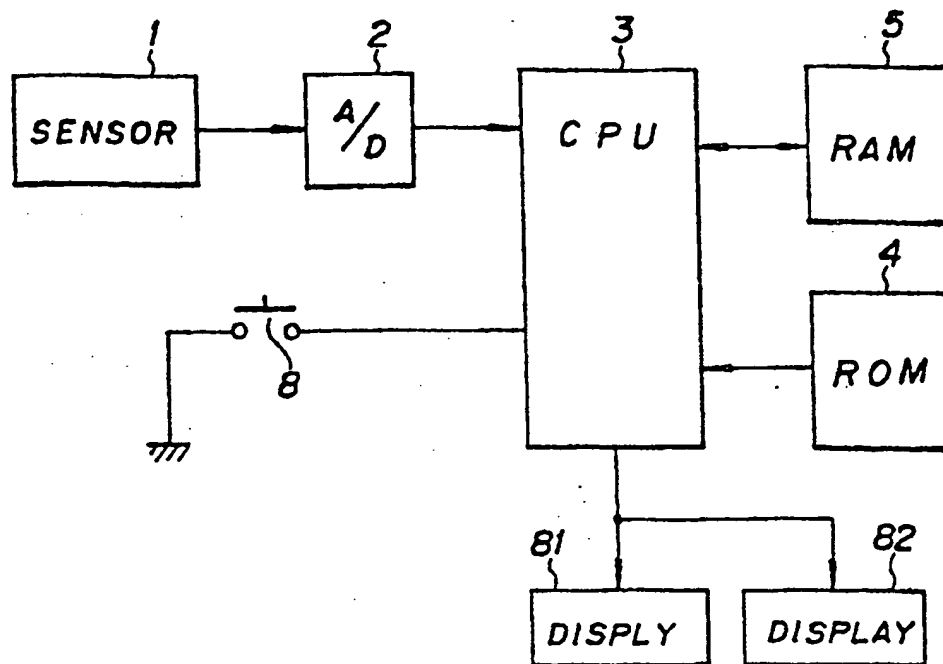 1
2
3
5
SENSOR
A/D
CPU
RAM
4
8
ROM
81
82
DISPLY
DISPLAY